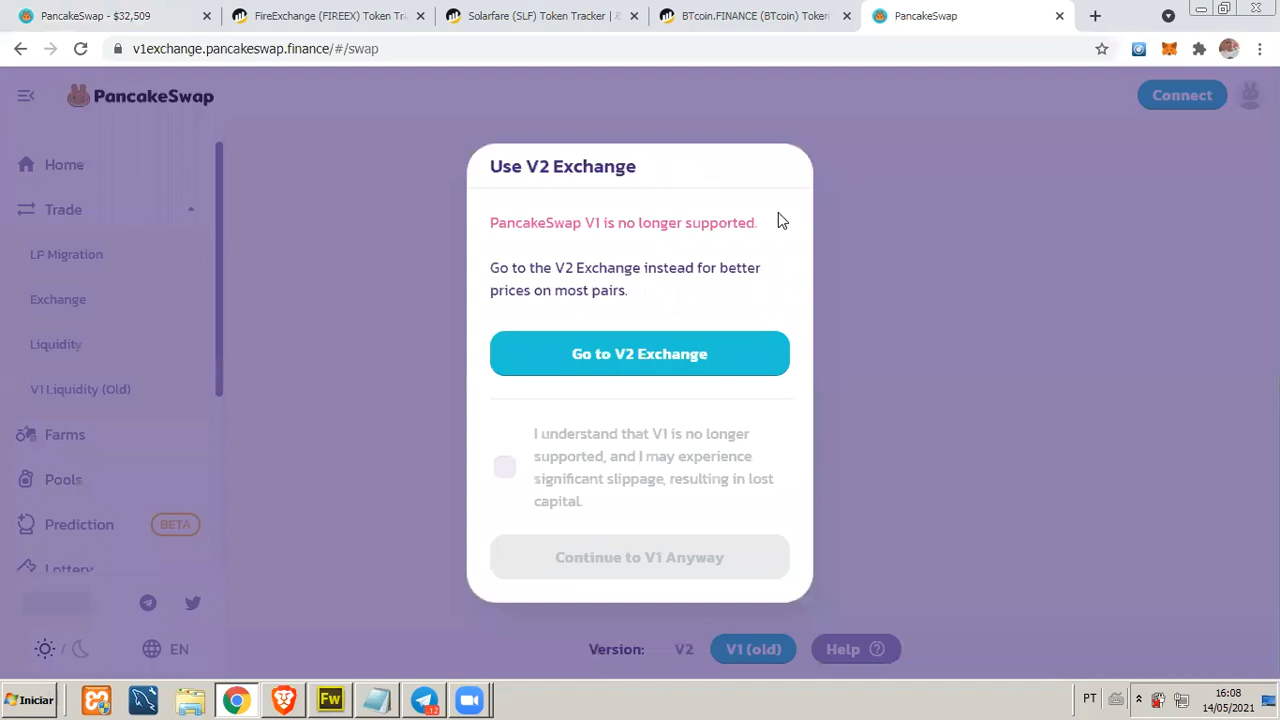 PancakeSwap - $32,509
FireExchange (FIREEX) Token Tr
Solarfare (SLF) Token Tracker |
BTcoin.FINANCE (BTcoin) Token
PancakeSwap
v1exchange.pancakeswap.finance/#/swap
PancakeSwap
Connect
Home
Trade
LP Migration
Exchange
Liquidity
V1 Liquidity (Old)
Farms
Pools
Prediction
BETA
Lottery
EN
Use V2 Exchange
PancakeSwap V1 is no longer supported.
Go to the V2 Exchange instead for better
prices on most pairs.
Go to V2 Exchange
I understand that V1 is no longer
supported, and I may experience
significant slippage, resulting in lost
capital.
Continue to V1 Anyway
Version:
V2
V1 (old)
Help
Iniciar
Fw
12
PT
16:08
14/05/2021